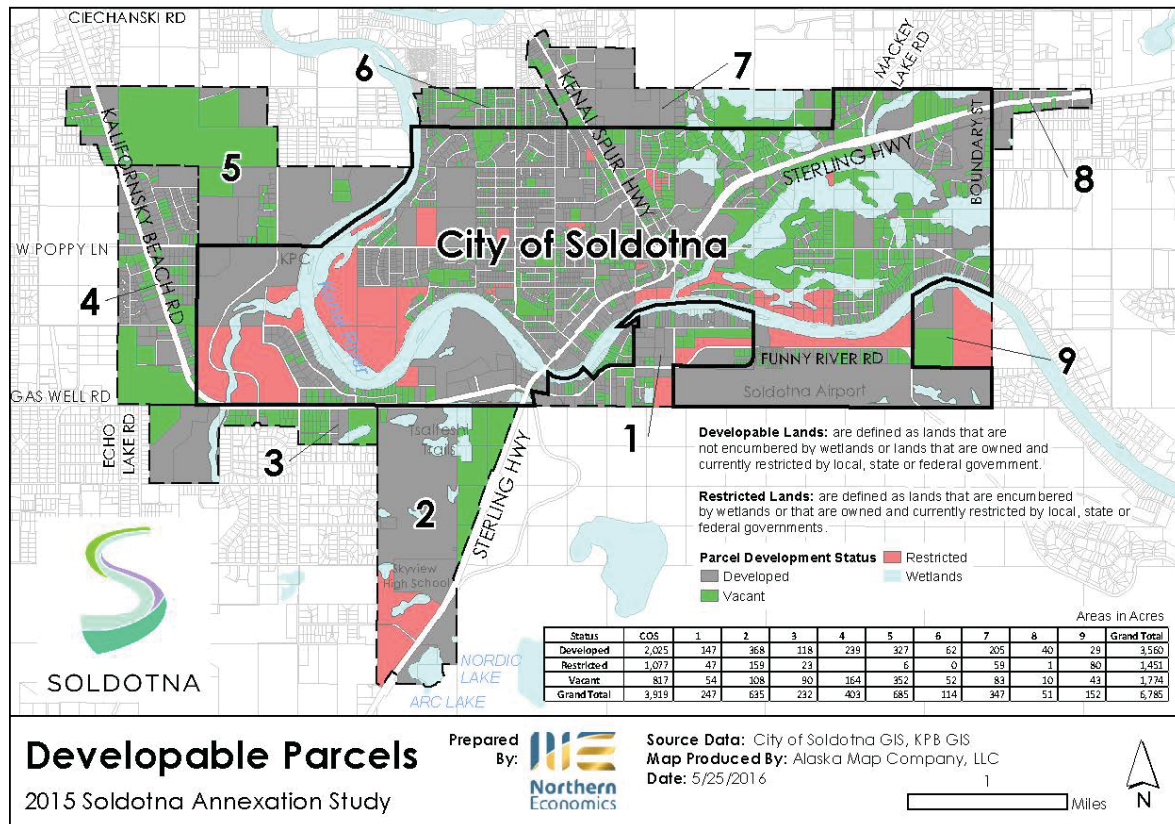 CIECHANSKI RD
MACKEY
LAKE RD
6
7
KENAI SPUR HWY
KALIFORNSKY BEACH RD
5
STERLING HWY
BOUNDARY ST
8
W POPPY LN
City of Soldotna
KPC
4
Kenai River
FUNNY RIVER RD
9
Soldotna Airport
GAS WELL RD
ECHO
LAKE RD
3
Tsalteshi
Trails
1
2
STERLING HWY
Skyview
High School
NORDIC
LAKE
ARC LAKE
Developable Lands: are defined as lands that are
not encumbered by wetlands or lands that are owned and
currently restricted by local, state or federal government.
Restricted Lands: are defined as lands that are encumbered
by wetlands or that are owned and currently restricted by local, state or
federal governments.
Parcel Development Status
Restricted
Developed
Wetlands
Vacant
SOLDOTNA
Areas in Acres
Status COS 1 2 3 4 5 6 7 8 9 Grand Total
Developed 2,025 147 368 118 239 327 62 205 40 29 3,560
Restricted 1,077 47 159 23 6 0 59 1 80 1,451
Vacant 817 54 108 90 164 352 52 83 10 43 1,774
Grand Total 3,919 247 635 232 403 685 114 347 51 152 6,785
Developable Parcels
2015 Soldotna Annexation Study
Prepared
By:
NE
Northern
Economics
Source Data: City of Soldotna GIS, KPB GIS
Map Produced By: Alaska Map Company, LLC
Date: 5/25/2016
1
Miles
N